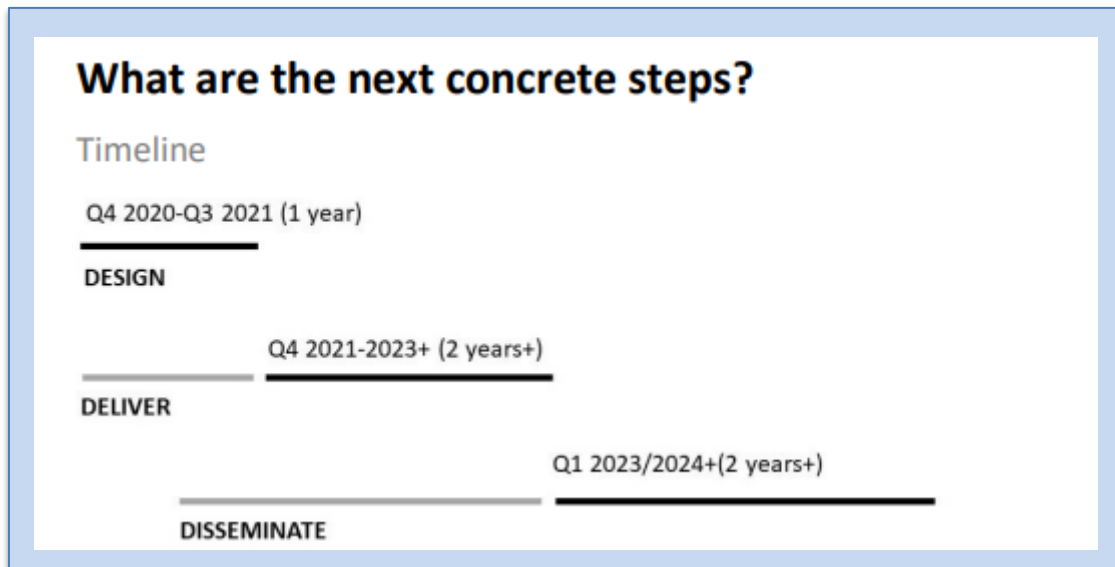 What are the next concrete steps?
Timeline
Q4 2020-Q3 2021 (1 year)
DESIGN
Q4 2021-2023+ (2 years+)
DELIVER
Q1 2023/2024+(2 years+)
DISSEMINATE